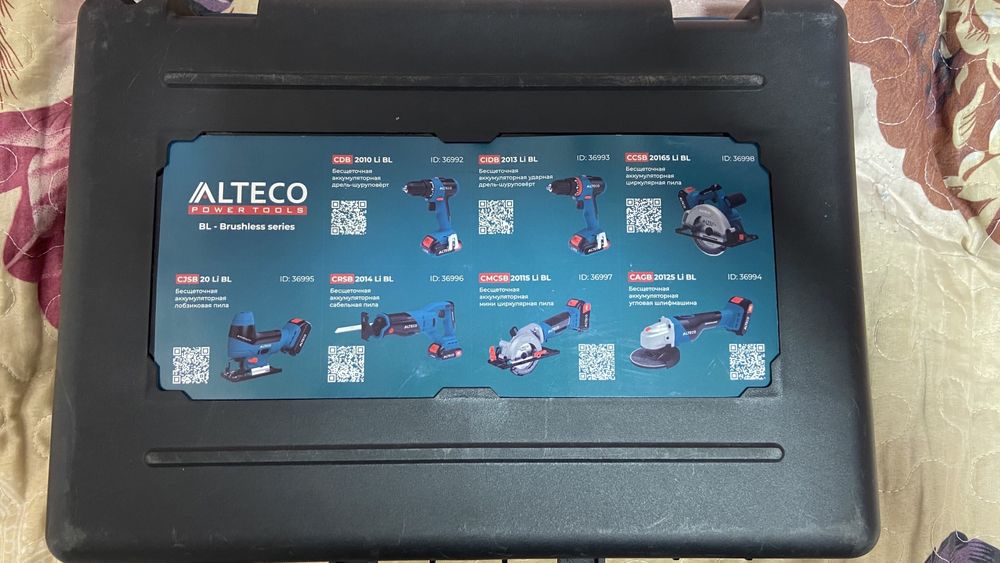 ALTECO
POWER TOOLS
BL - Brushless series
CDB 2010 Li BL ID: 36992
Бесщеточная
аккумуляторная
дрель-шуруповёрт
CIDB 2013 Li BL ID: 36993
Бесщеточная
аккумуляторная ударная
дрель-шуруповёрт
CCSB 20165 Li BL ID: 36998
Бесщеточная
аккумуляторная
циркулярная пила
CJSB 20 Li BL ID: 36995
Бесщеточная
аккумуляторная
лобзиковая пила
CRSB 2014 Li BL ID: 36996
Бесщеточная
аккумуляторная
сабельная пила
CMCSB 20115 Li BL ID: 36997
Бесщеточная
аккумуляторная
мини циркулярная пила
CAGB 20125 Li BL ID: 36994
Бесщеточная
аккумуляторная
угловая шлифмашина